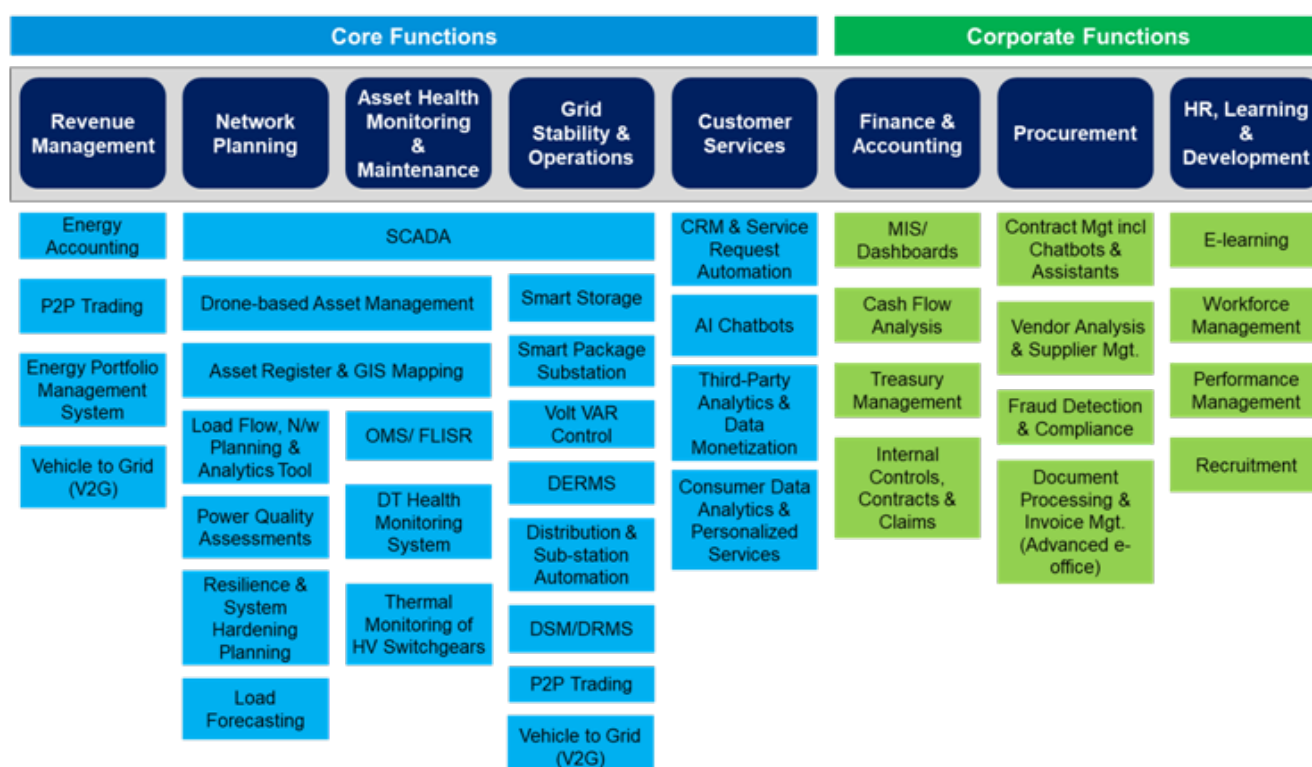 Core Functions
Corporate Functions
Revenue
Management
Network
Planning
Asset Health
Monitoring
&
Maintenance
Grid
Stability &
Operations
Customer
Services
Finance &
Accounting
Procurement
HR, Learning
&
Development
Energy
Accounting
P2P Trading
Energy Portfolio
Management
System
Vehicle to Grid
(V2G)
SCADA
Drone-based Asset Management
Asset Register & GIS Mapping
Load Flow, N/w
Planning &
Analytics Tool
Power Quality
Assessments
Resilience &
System
Hardening
Planning
Load
Forecasting
OMS/ FLISR
DT Health
Monitoring
System
Thermal
Monitoring of
HV Switchgears
Smart Storage
Smart Package
Substation
Volt VAR
Control
DERMS
Distribution &
Sub-station
Automation
DSM/DRMS
P2P Trading
Vehicle to Grid
(V2G)
CRM & Service
Request
Automation
AI Chatbots
Third-Party
Analytics &
Data
Monetization
Consumer Data
Analytics &
Personalized
Services
MIS/
Dashboards
Cash Flow
Analysis
Treasury
Management
Internal
Controls,
Contracts &
Claims
Contract Mgt incl
Chatbots &
Assistants
Vendor Analysis
& Supplier Mgt.
Fraud Detection
& Compliance
Document
Processing &
Invoice Mgt.
(Advanced e-
office)
E-learning
Workforce
Management
Performance
Management
Recruitment